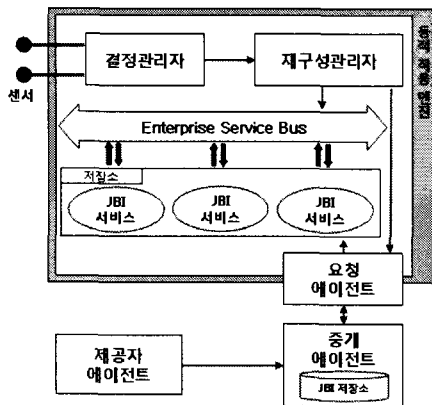 결정관리자
재구성관리자
센서
Enterprise Service Bus
저장소
JBI
서비스
JBI
서비스
JBI
서비스
요청
에이전트
제공자
에이전트
중개
에이전트
JBI 저장소